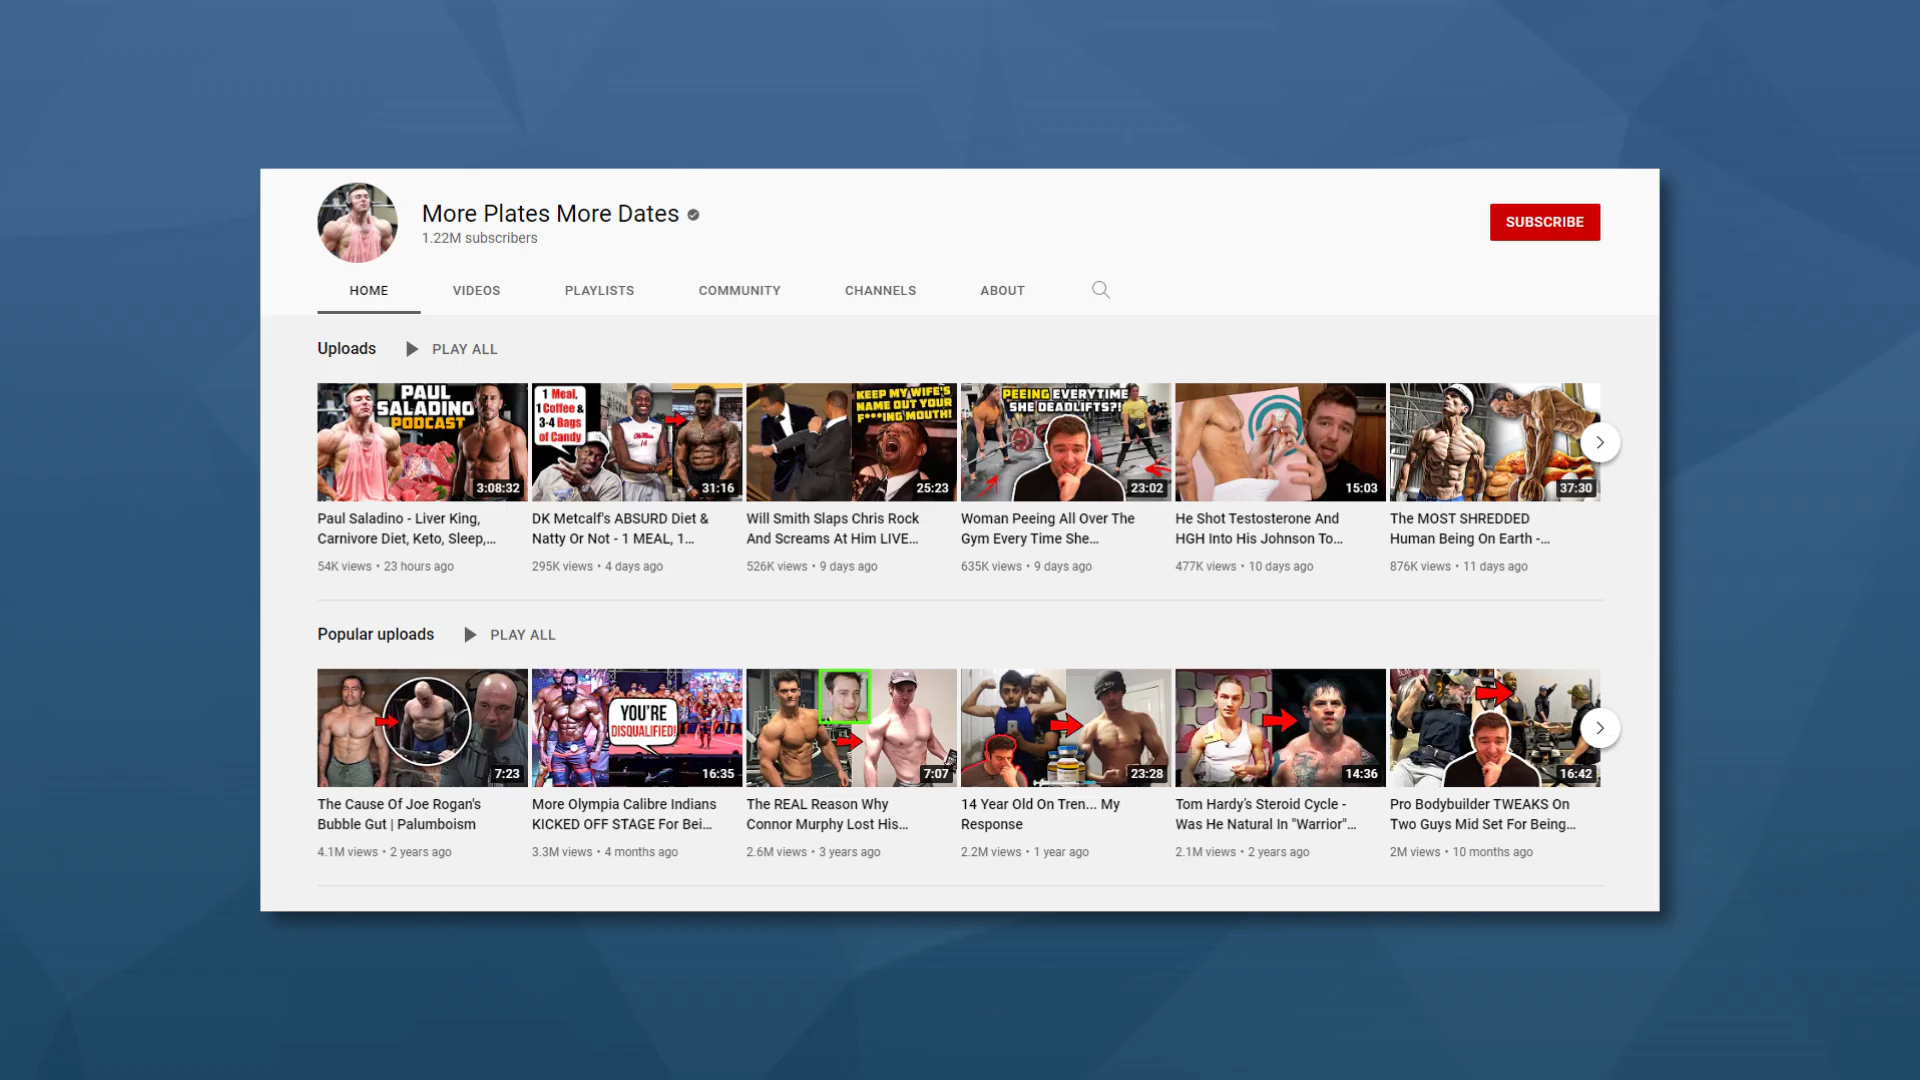 More Plates More Dates
1.22M subscribers
SUBSCRIBE
HOME
VIDEOS
PLAYLISTS
COMMUNITY
CHANNELS
ABOUT
Uploads
PLAY ALL
PAUL
SALADINO
PODCAST
3:08:32
1 Meal,
1 Coffee &
3-4 Bags
of Candy
31:16
KEEP MY WIFE'S
NAME OUT YOUR
F***ING MOUTH!
25:23
PEEING EVERYTIME
SHE DEADLIFTS?!
23:02
15:03
37:30
Paul Saladino - Liver King,
Carnivore Diet, Keto, Sleep,...
54K views • 23 hours ago
DK Metcalf's ABSURD Diet &
Natty Or Not - 1 MEAL, 1...
295K views • 4 days ago
Will Smith Slaps Chris Rock
And Screams At Him LIVE...
526K views • 9 days ago
Woman Peeing All Over The
Gym Every Time She...
635K views • 9 days ago
He Shot Testosterone And
HGH Into His Johnson To...
477K views • 10 days ago
The MOST SHREDDED
Human Being On Earth -...
876K views • 11 days ago
Popular uploads
PLAY ALL
7:23
YOU'RE
DISQUALIFIED!
16:35
7:07
23:28
14:36
16:42
The Cause Of Joe Rogan's
Bubble Gut | Palumboism
4.1M views • 2 years ago
More Olympia Calibre Indians
KICKED OFF STAGE For Bei...
3.3M views • 4 months ago
The REAL Reason Why
Connor Murphy Lost His...
2.6M views • 3 years ago
14 Year Old On Tren... My
Response
2.2M views • 1 year ago
Tom Hardy's Steroid Cycle -
Was He Natural In "Warrior"...
2.1M views • 2 years ago
Pro Bodybuilder TWEAKS On
Two Guys Mid Set For Being...
2M views • 10 months ago